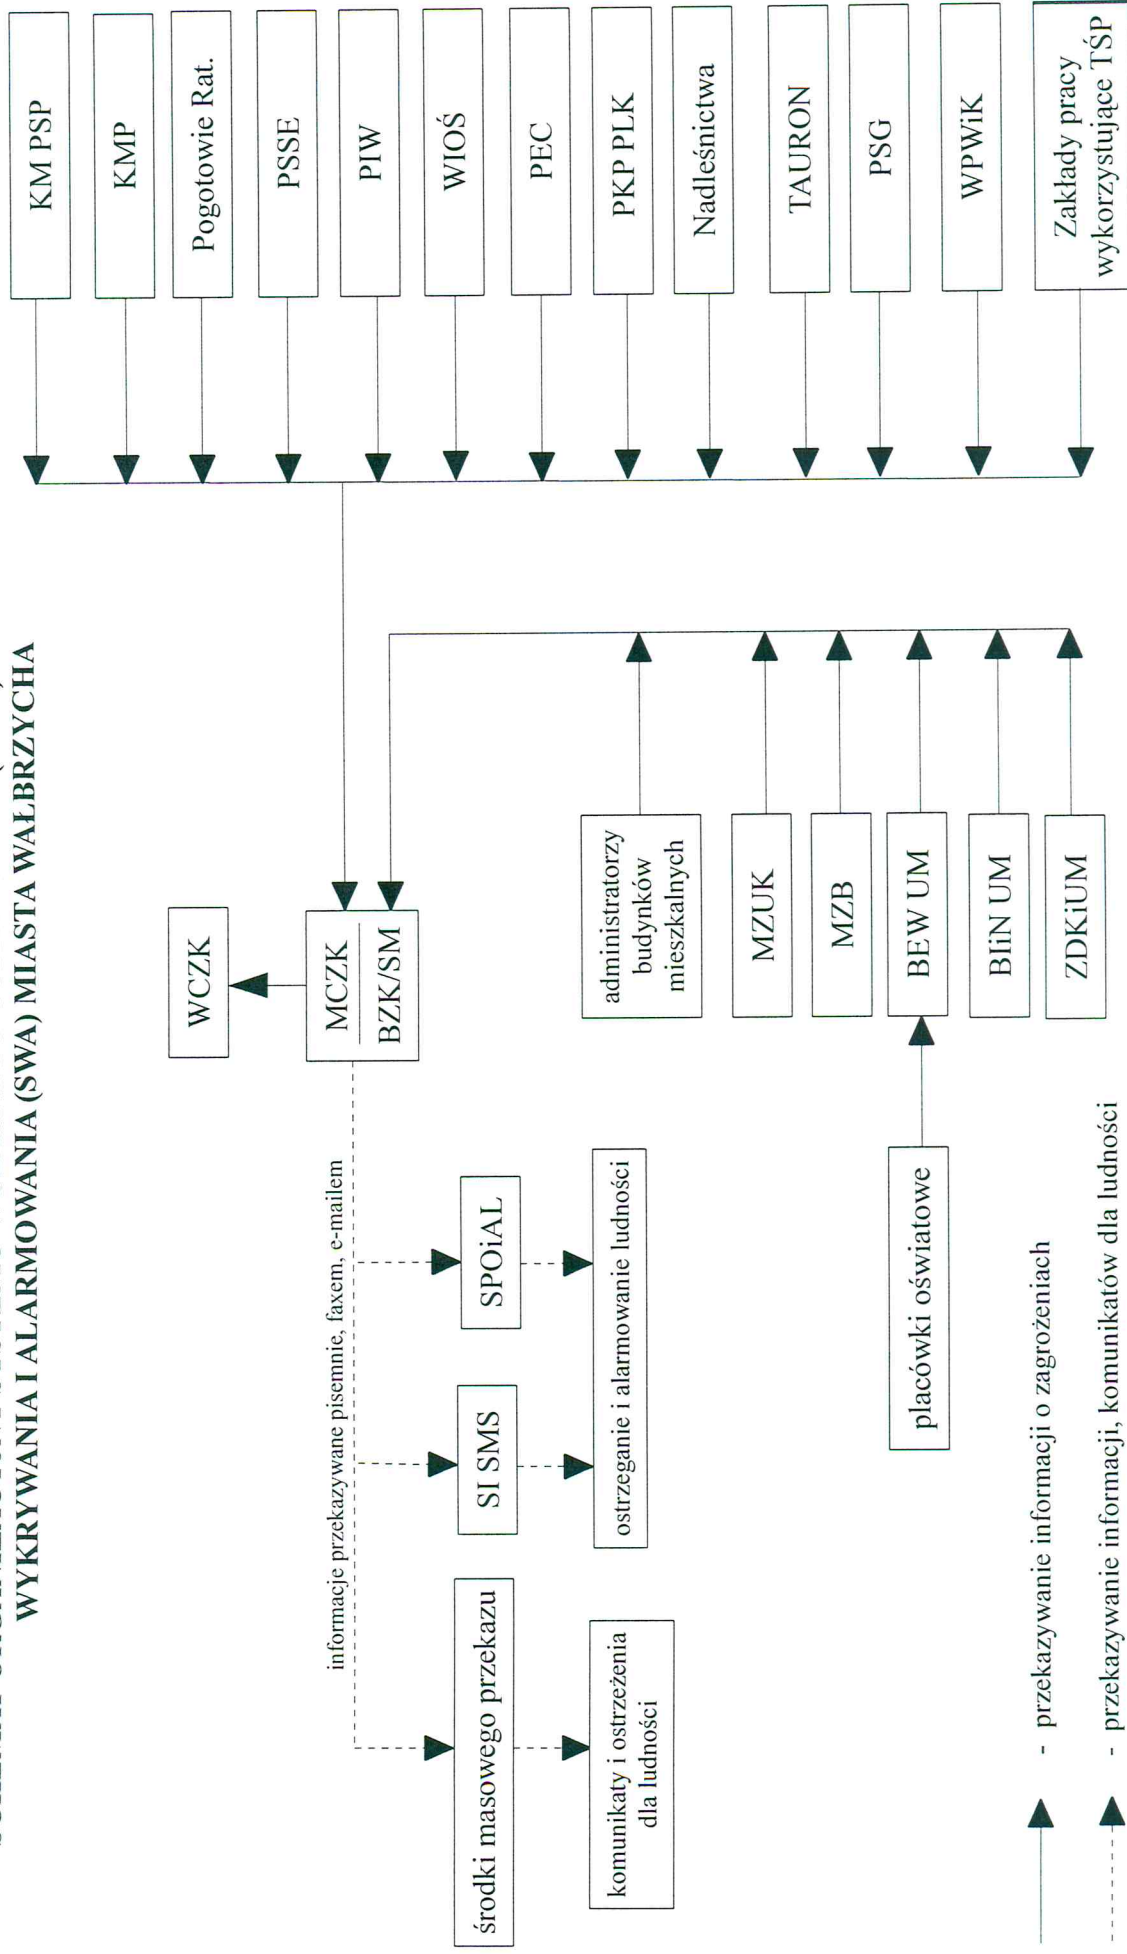 WYKRYWANIA I ALARMOWANIA (SWA) MIASTA WAŁBRZYCHA
WCZK
MCZK
BZK/SM
informacje przekazywane pisemnie, faxem, e-mailem
środki masowego przekazu
SI SMS
SPOiAL
komunikaty i ostrzeżenia
dla ludności
ostrzeganie i alarmowanie ludności
KM PSP
KMP
Pogotowie Rat.
PSSE
PIW
WIOŚ
PEC
PKP PLK
Nadleśnictwa
TAURON
PSG
WPWiK
Zakłady pracy
wykorzystujące TŚP
administratorzy
budynków
mieszkalnych
MZUK
MZB
BEW UM
BIiN UM
ZDKiUM
placówki oświatowe
- przekazywanie informacji o zagrożeniach
- przekazywanie informacji, komunikatów dla ludności